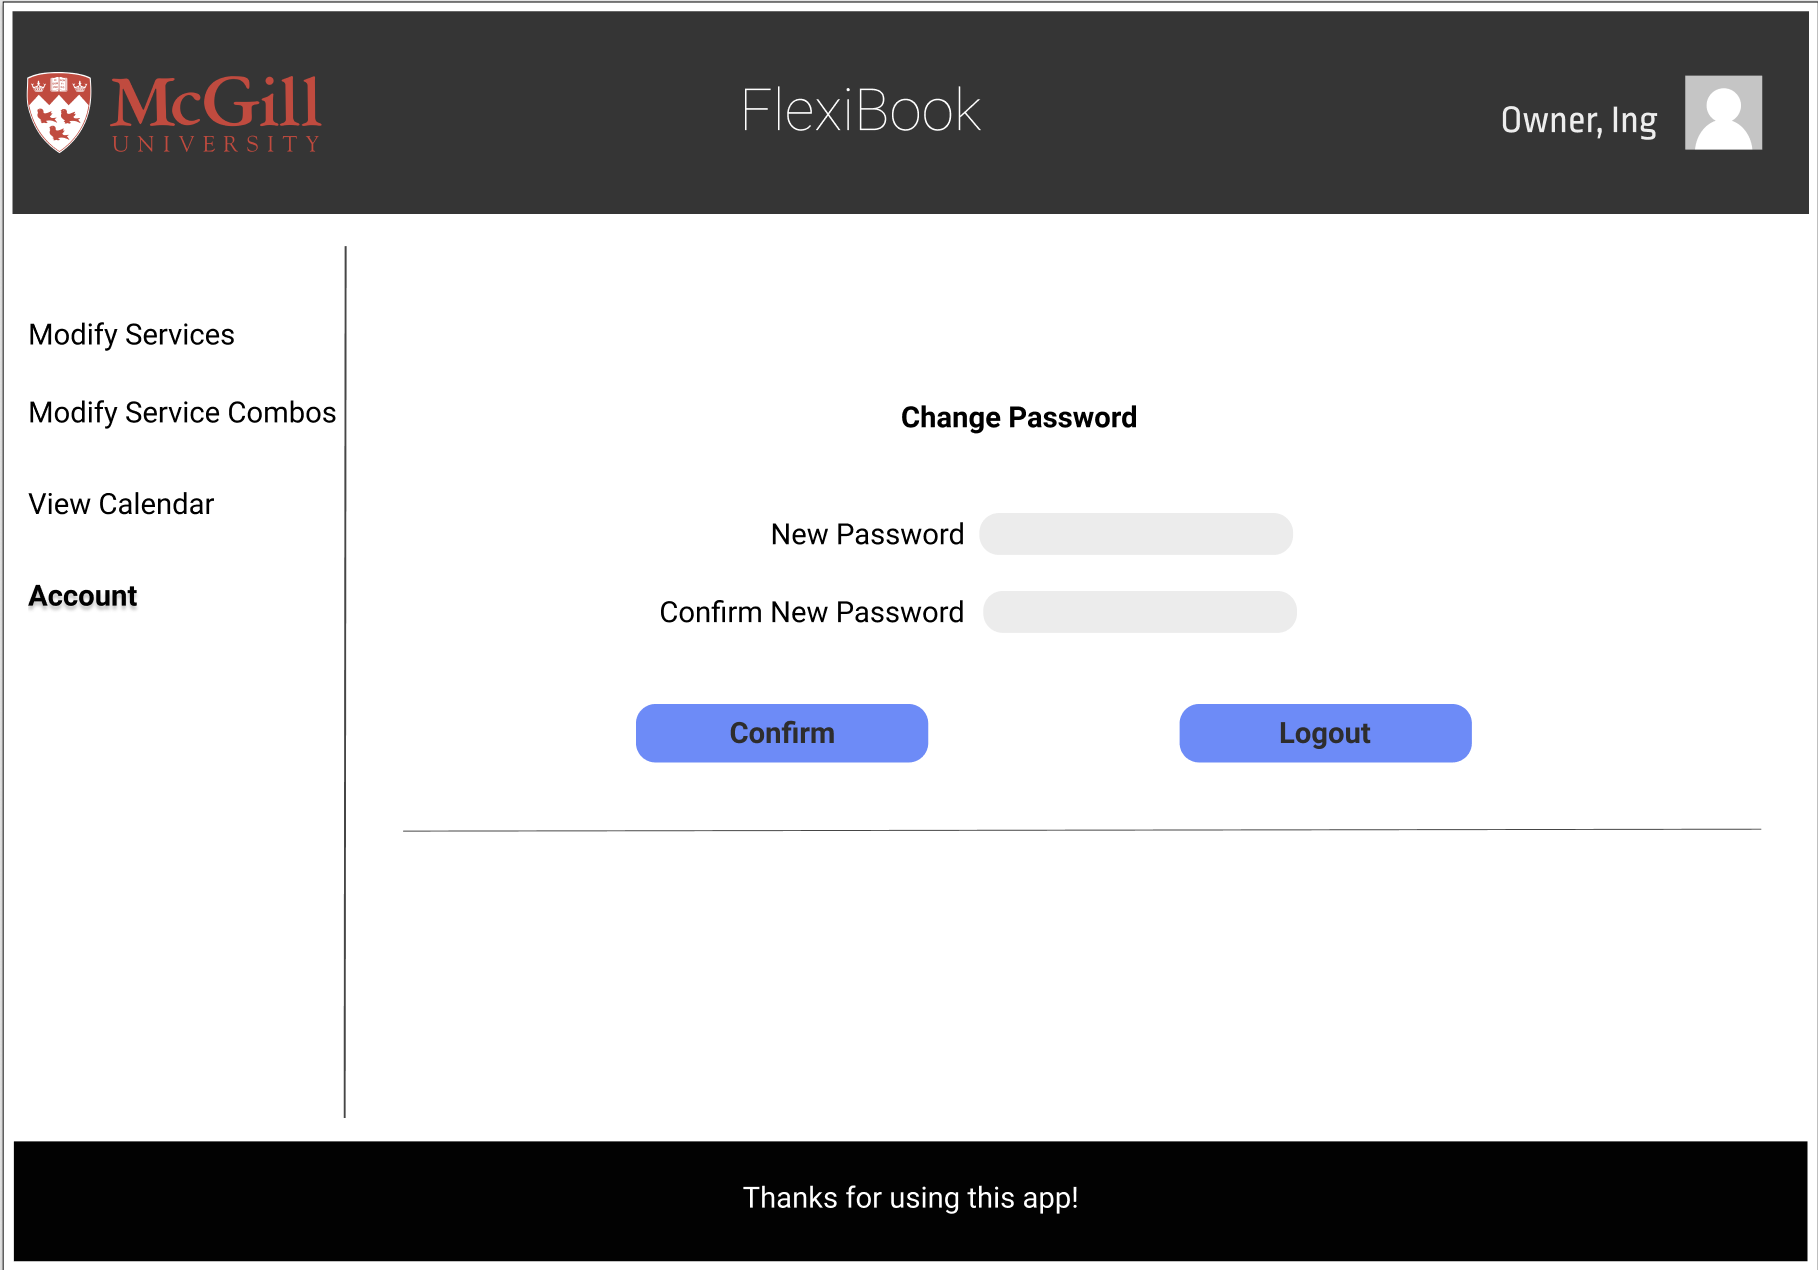 McGill
UNIVERSITY
FlexiBook
Owner, Ing
Modify Services
Modify Service Combos
View Calendar
Account
Change Password
New Password
Confirm New Password
Confirm
Logout
Thanks for using this app!